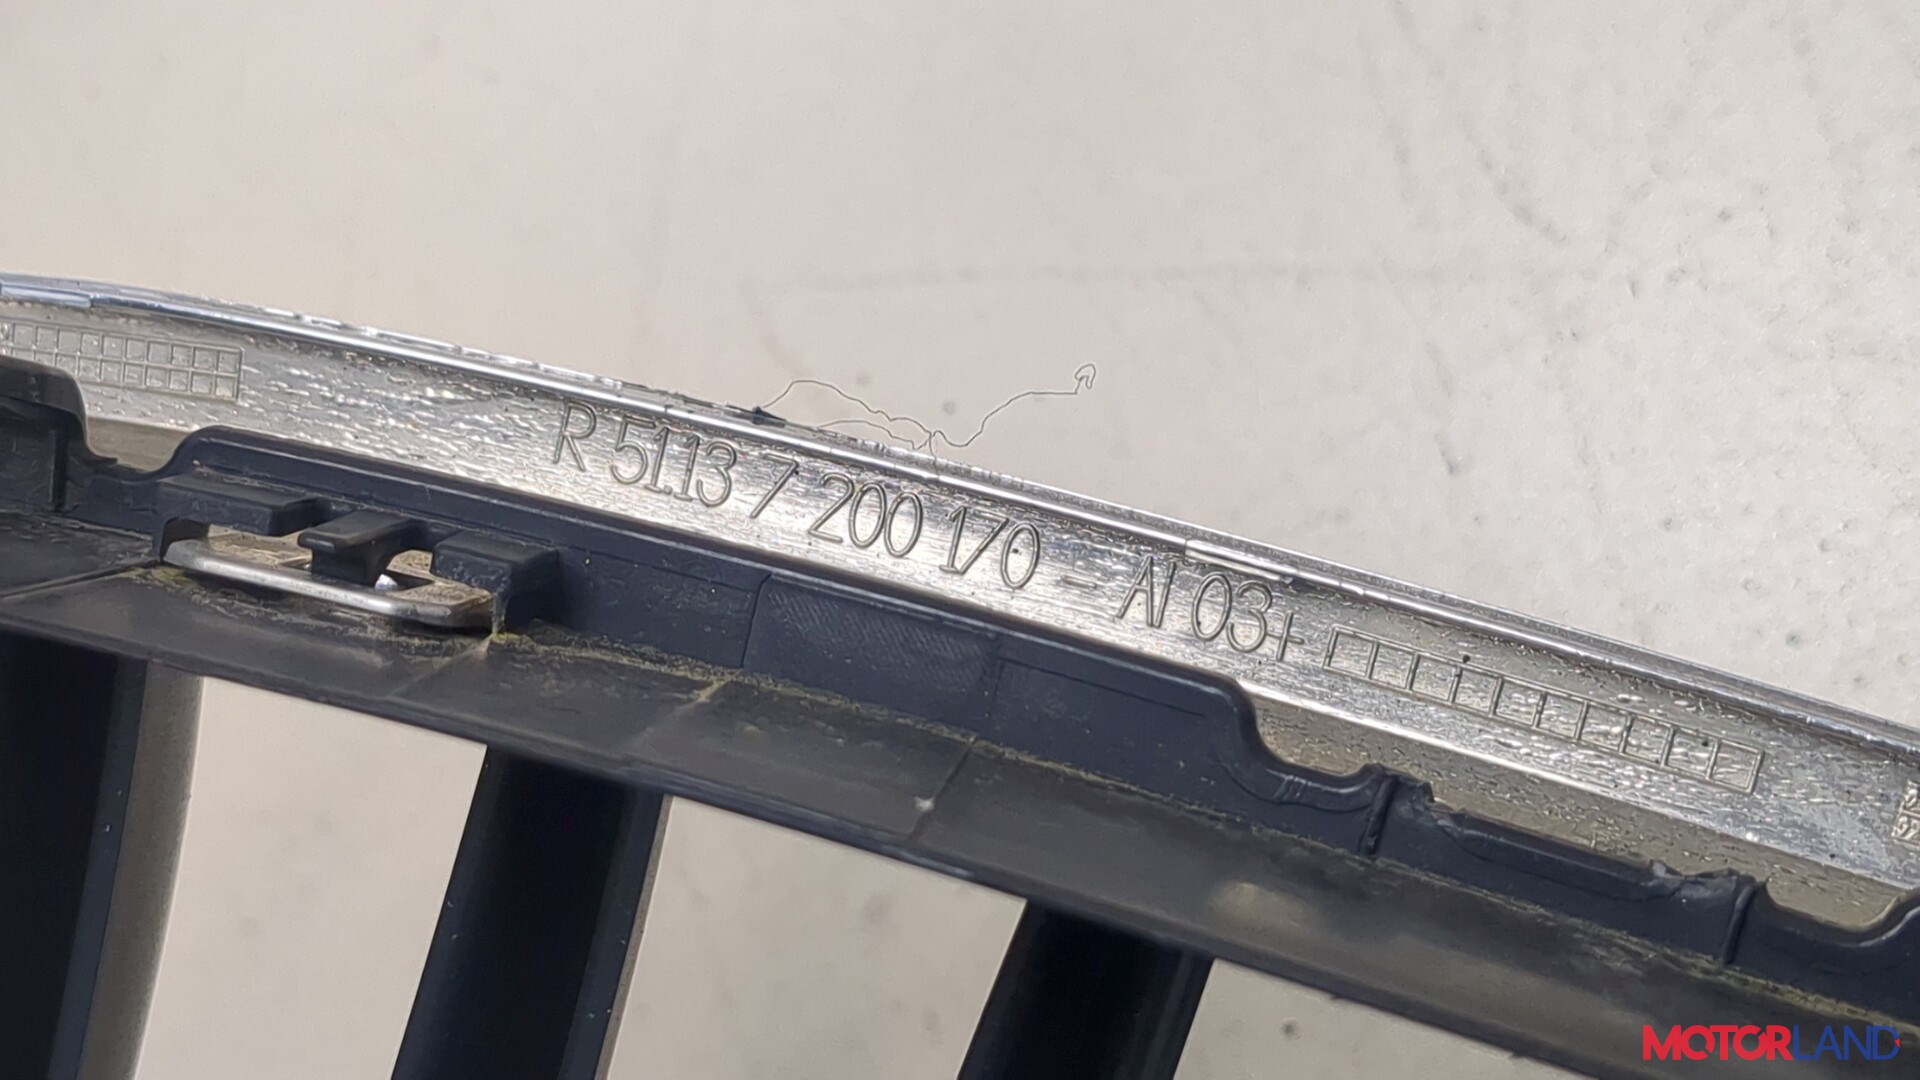 R 51.13 7 200 170 - AI 03+
MOTORLAND